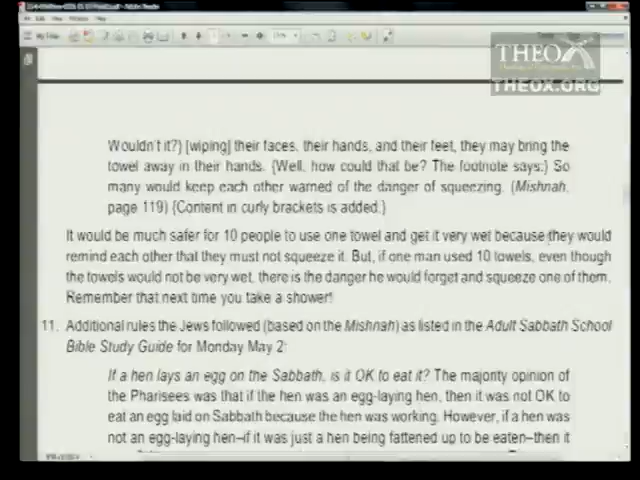 THEOX
THEOX.ORG
Wouldn't it?} [wiping] their faces, their hands, and their feet, they may bring the
towel away in their hands. {Well, how could that be? The footnote says:} So
many would keep each other warned of the danger of squeezing. (Mishnah,
page 119) {Content in curly brackets is added.}
It would be much safer for 10 people to use one towel and get it very wet because they would
remind each other that they must not squeeze it. But, if one man used 10 towels, even though
the towels would not be very wet, there is the danger he would forget and squeeze one of them.
Remember that next time you take a shower!
11. Additional rules the Jews followed (based on the Mishnah) as listed in the Adult Sabbath School
Bible Study Guide for Monday May 2:
If a hen lays an egg on the Sabbath, is it OK to eat it? The majority opinion of
the Pharisees was that if the hen was an egg-laying hen, then it was not OK to
eat an egg laid on Sabbath because the hen was working. However, if a hen was
not an egg-laying hen–if it was just a hen being fattened up to be eaten–then it